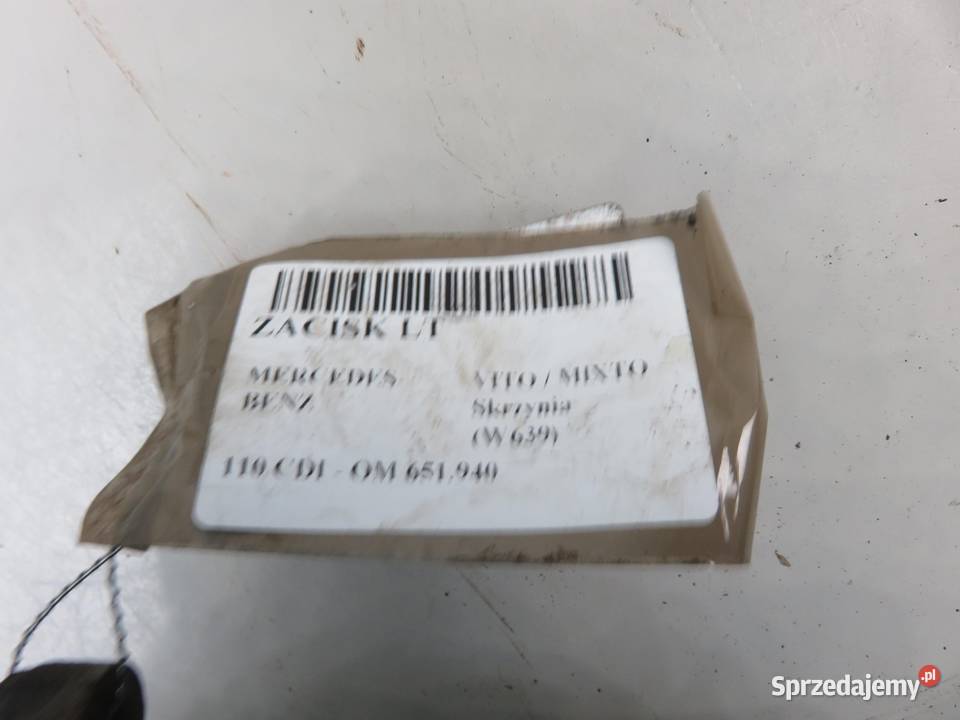 ZACISK L/T
MERCEDES BENZ
VITO / MIXTO Skrzynia (W639)
110 CDI - OM 651.940
Sprzedajemy.pl